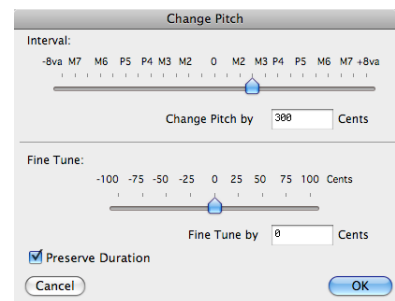 Change Pitch
Interval:
-8va M7 M6 P5 P4 M3 M2 0 M2 M3 P4 P5 M6 M7 +8va
Change Pitch by 300 Cents
Fine Tune:
-100 -75 -50 -25 0 25 50 75 100 Cents
Fine Tune by 0 Cents
Preserve Duration
Cancel OK